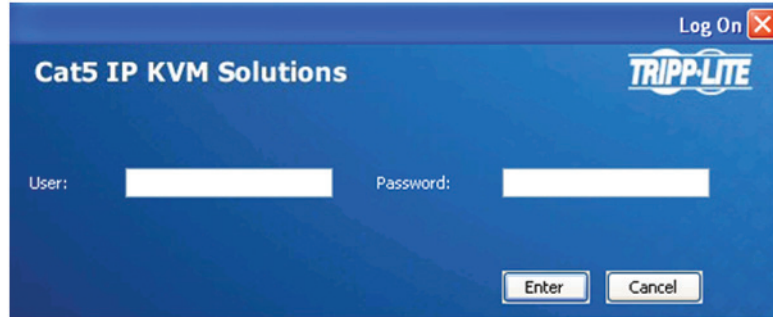 Log On
Cat5 IP KVM Solutions
TRIPP·LITE
User:
Password:
Enter
Cancel